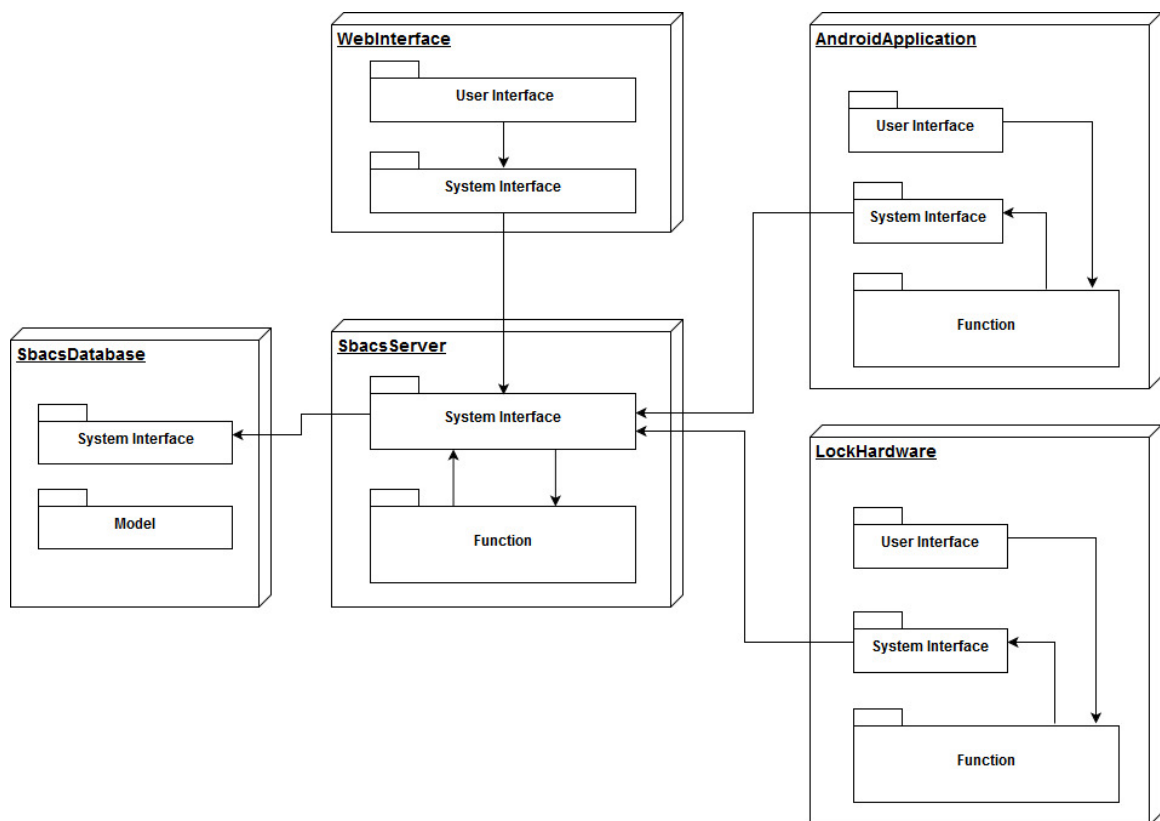 WebInterface
User Interface
System Interface
AndroidApplication
User Interface
System Interface
Function
SbacsDatabase
System Interface
Model
SbacsServer
System Interface
Function
LockHardware
User Interface
System Interface
Function